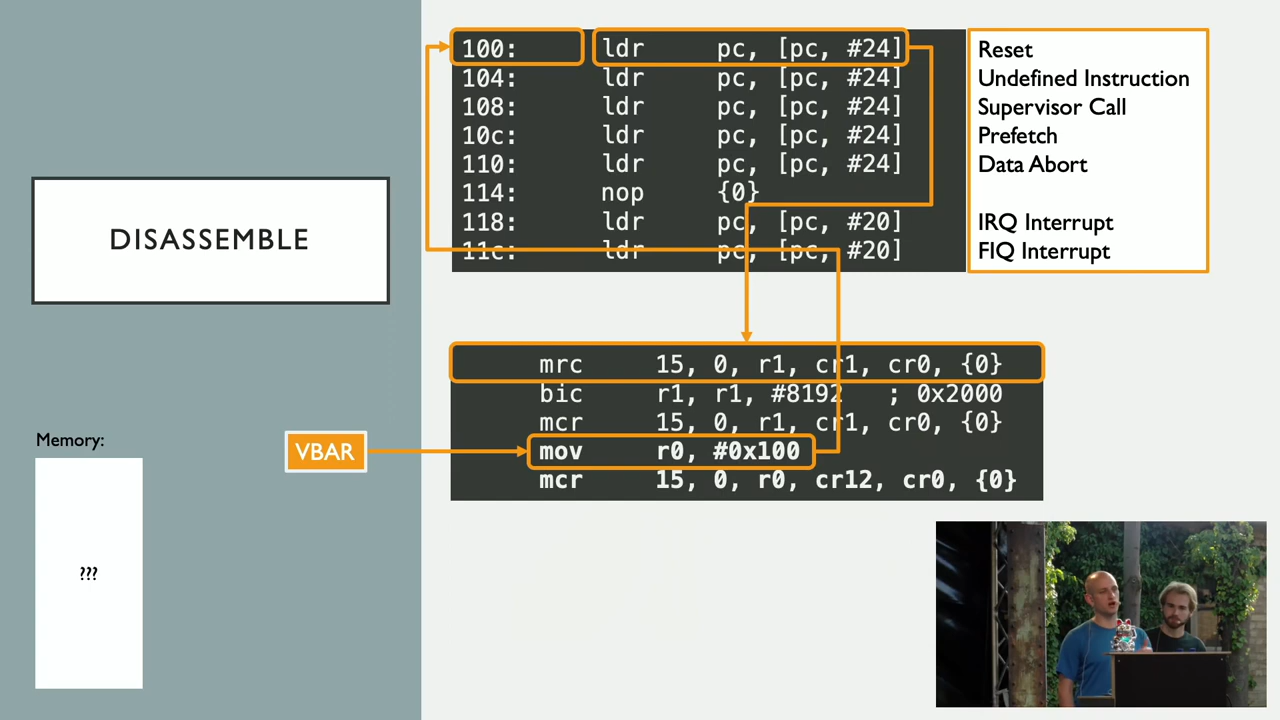 DISASSEMBLE
Memory:
???
VBAR
100: ldr pc, [pc, #24]
104: ldr pc, [pc, #24]
108: ldr pc, [pc, #24]
10c: ldr pc, [pc, #24]
110: ldr pc, [pc, #24]
114: nop {0}
118: ldr pc, [pc, #20]
11c: ldr pc, [pc, #20]
Reset
Undefined Instruction
Supervisor Call
Prefetch
Data Abort
IRQ Interrupt
FIQ Interrupt
mrc 15, 0, r1, cr1, cr0, {0}
bic r1, r1, #8192 ; 0x2000
mcr 15, 0, r1, cr1, cr0, {0}
mov r0, #0x100
mcr 15, 0, r0, cr12, cr0, {0}